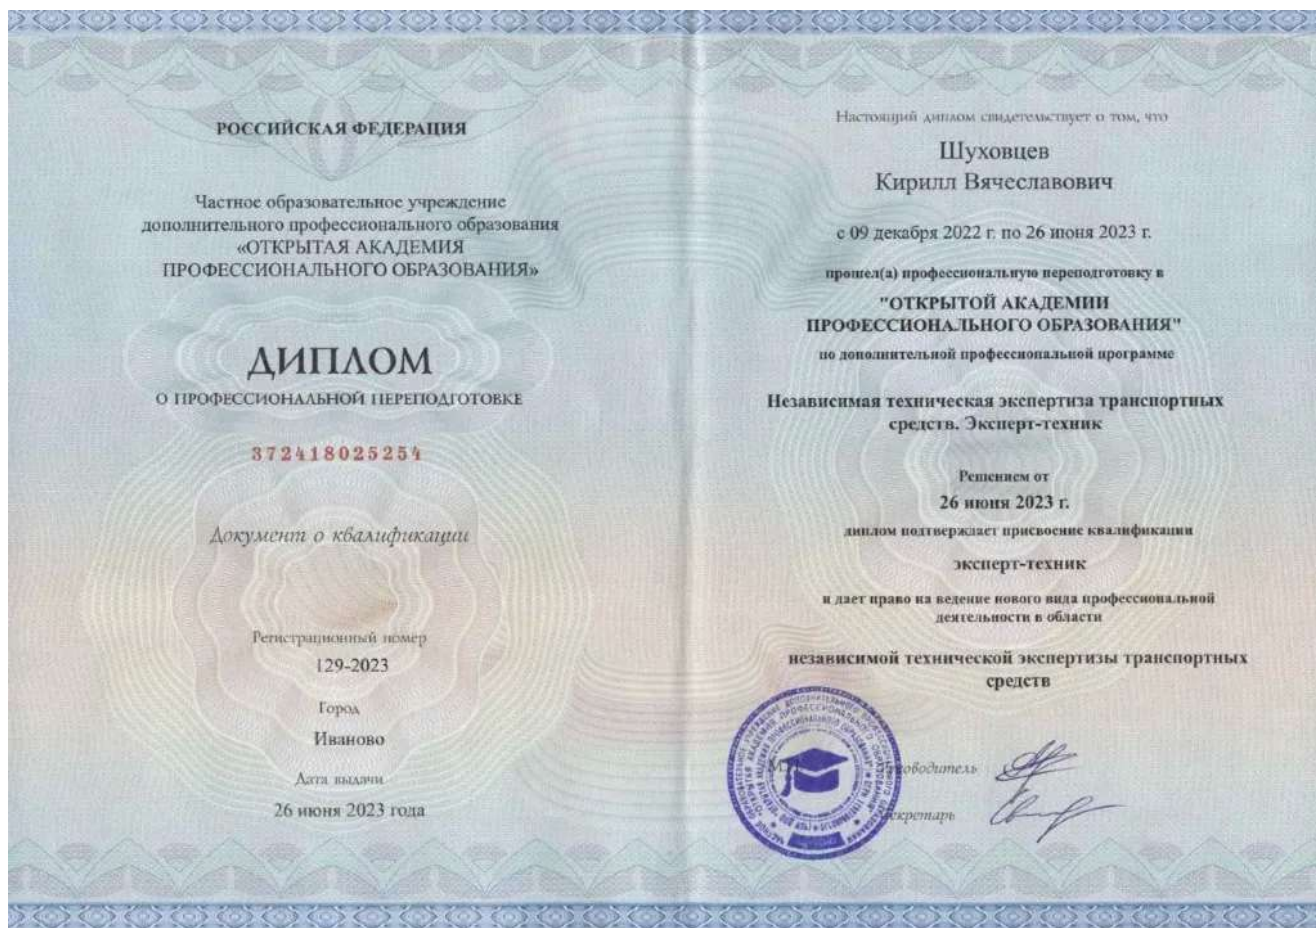 РОССИЙСКАЯ ФЕДЕРАЦИЯ
Частное образовательное учреждение
дополнительного профессионального образования
«ОТКРЫТАЯ АКАДЕМИЯ
ПРОФЕССИОНАЛЬНОГО ОБРАЗОВАНИЯ»
ДИПЛОМ
О ПРОФЕССИОНАЛЬНОЙ ПЕРЕПОДГОТОВКЕ
372418025254
Документ о квалификации
Регистрационный номер
129-2023
Город
Иваново
Дата выдачи
26 июня 2023 года
Настоящий диплом свидетельствует о том, что
Шуховцев
Кирилл Вячеславович
с 09 декабря 2022 г. по 26 июня 2023 г.
прошел(а) профессиональную переподготовку в
"ОТКРЫТОЙ АКАДЕМИИ
ПРОФЕССИОНАЛЬНОГО ОБРАЗОВАНИЯ"
по дополнительной профессиональной программе
Независимая техническая экспертиза транспортных
средств. Эксперт-техник
Решением от
26 июня 2023 г.
диплом подтверждает присвоение квалификации
эксперт-техник
и дает право на ведение нового вида профессиональной
деятельности в области
независимой технической экспертизы транспортных
средств
Руководитель
Секретарь